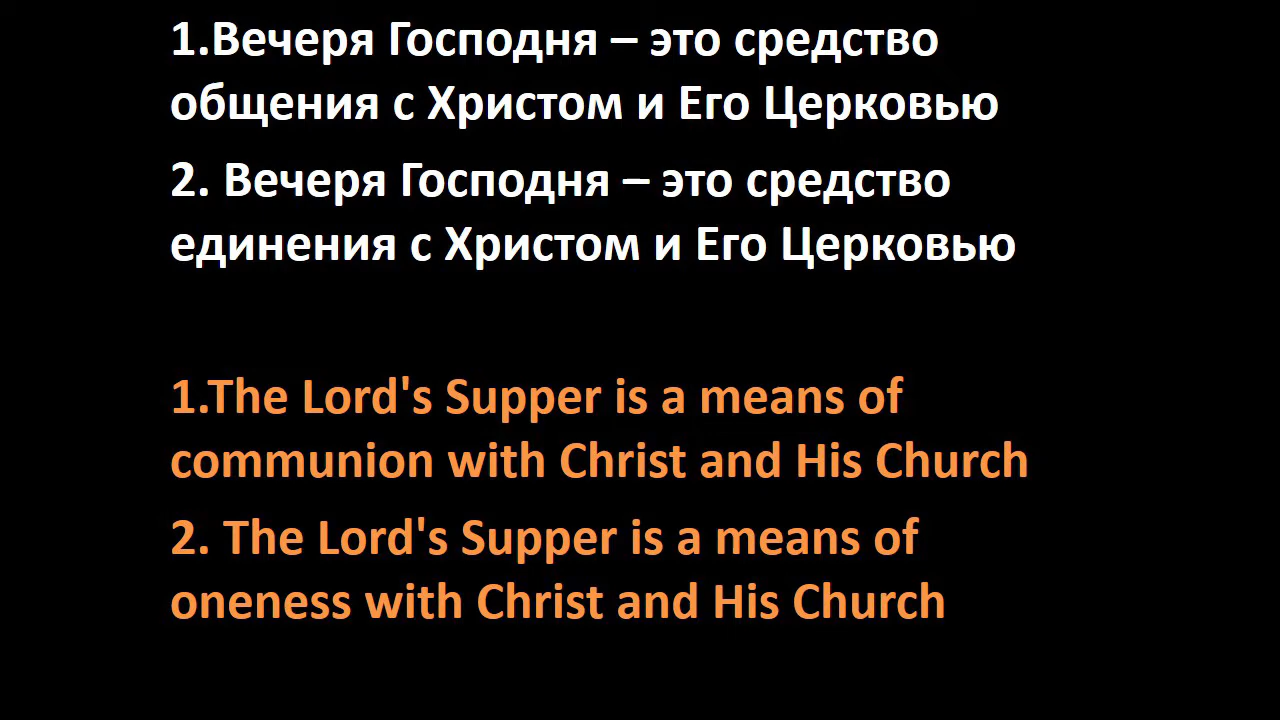 1.Вечеря Господня – это средство
общения с Христом и Его Церковью
2. Вечеря Господня – это средство
единения с Христом и Его Церковью
1.The Lord's Supper is a means of
communion with Christ and His Church
2. The Lord's Supper is a means of
oneness with Christ and His Church